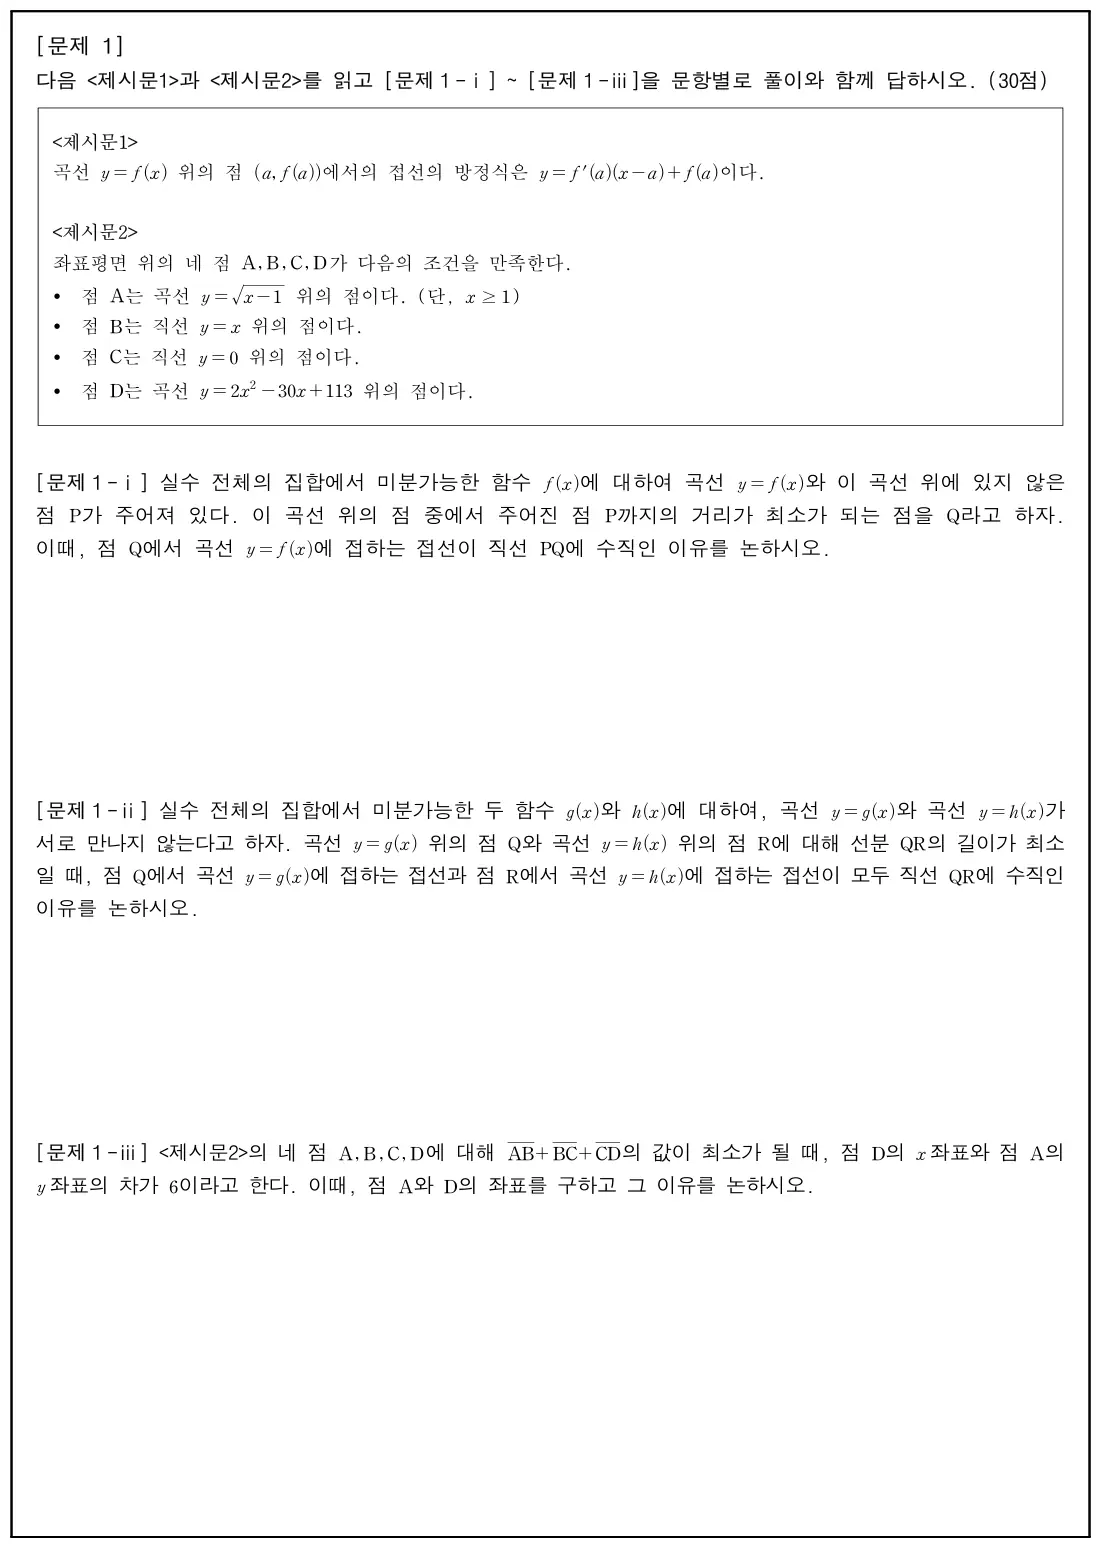 [문제 1]
다음 <제시문1>과 <제시문2>를 읽고 [문제 1-ⅰ] ~ [문제 1-ⅲ]을 문항별로 풀이와 함께 답하시오. (30점)
<제시문1>
곡선 y=f(x) 위의 점 (a, f(a))에서의 접선의 방정식은 y=f′(a)(x-a)+f(a)이다.
<제시문2>
좌표평면 위의 네 점 A, B, C, D가 다음의 조건을 만족한다.
• 점 A는 곡선 y=√(x-1) 위의 점이다. (단, x≥1)
• 점 B는 직선 y=x 위의 점이다.
• 점 C는 직선 y=0 위의 점이다.
• 점 D는 곡선 y=2x²-30x+113 위의 점이다.
[문제 1-ⅰ] 실수 전체의 집합에서 미분가능한 함수 f(x)에 대하여 곡선 y=f(x)와 이 곡선 위에 있지 않은
점 P가 주어져 있다. 이 곡선 위의 점 중에서 주어진 점 P까지의 거리가 최소가 되는 점을 Q라고 하자.
이때, 점 Q에서 곡선 y=f(x)에 접하는 접선이 직선 PQ에 수직인 이유를 논하시오.
[문제 1-ⅱ] 실수 전체의 집합에서 미분가능한 두 함수 g(x)와 h(x)에 대하여, 곡선 y=g(x)와 곡선 y=h(x)가
서로 만나지 않는다고 하자. 곡선 y=g(x) 위의 점 Q와 곡선 y=h(x) 위의 점 R에 대해 선분 QR의 길이가 최소
일 때, 점 Q에서 곡선 y=g(x)에 접하는 접선과 점 R에서 곡선 y=h(x)에 접하는 접선이 모두 직선 QR에 수직인
이유를 논하시오.
[문제 1-ⅲ] <제시문2>의 네 점 A, B, C, D에 대해 A̅B̅+B̅C̅+C̅D̅의 값이 최소가 될 때, 점 D의 x좌표와 점 A의
y좌표의 차가 6이라고 한다. 이때, 점 A와 D의 좌표를 구하고 그 이유를 논하시오.